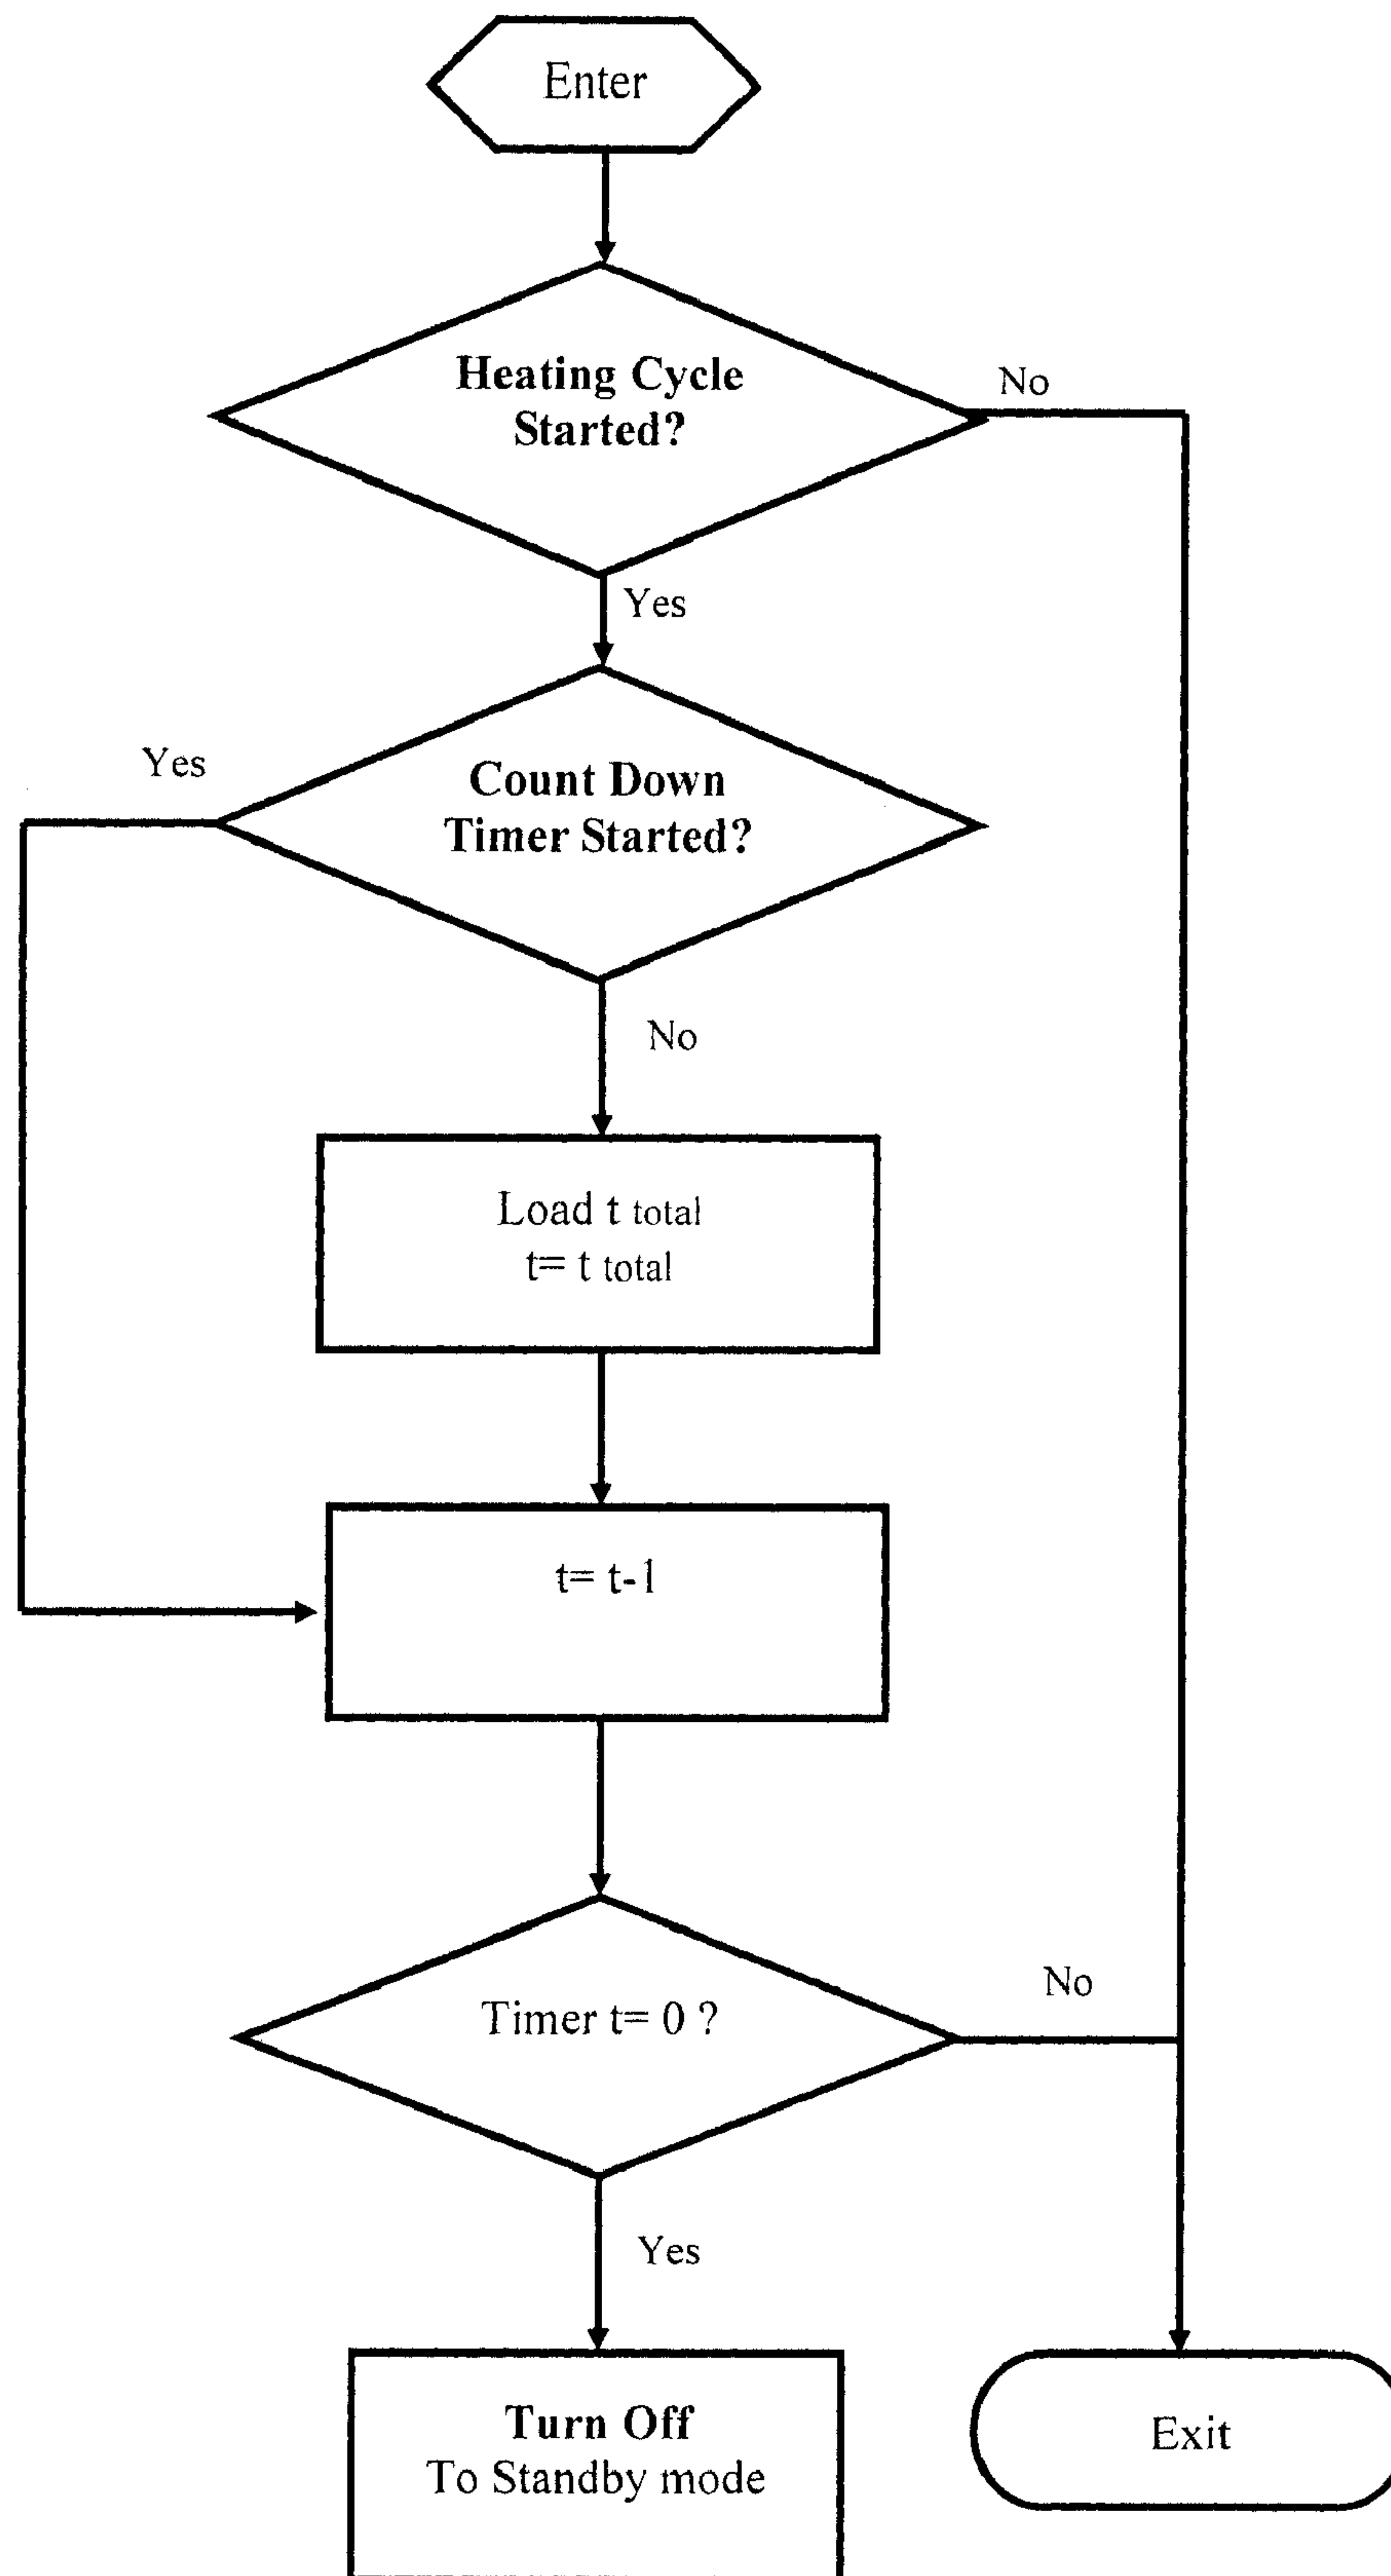 Enter
Heating Cycle
Started?
No
Yes
Yes
Count Down
Timer Started?
No
Load t total
t= t total
t= t-1
Timer t= 0 ?
No
Yes
Turn Off
To Standby mode
Exit